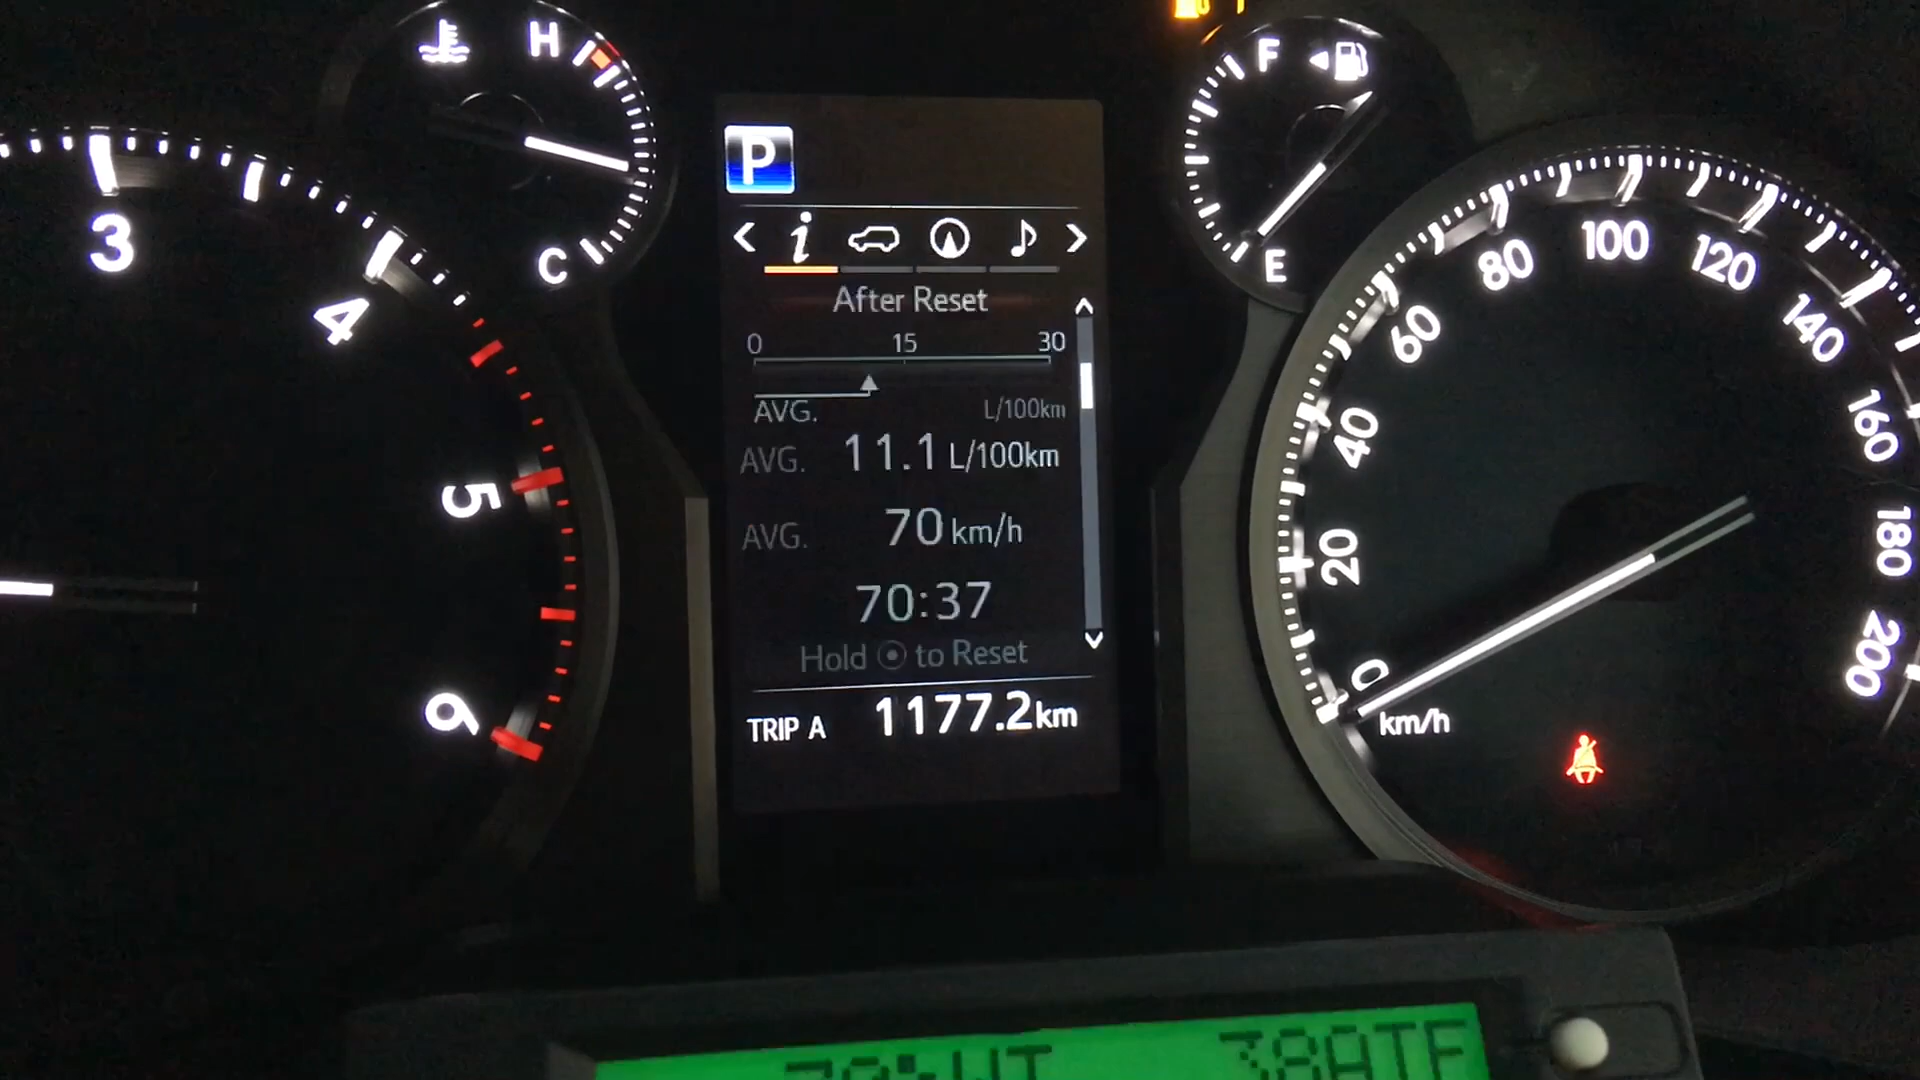 H
C
3
4
5
6
P
After Reset
0 15 30
AVG. L/100km
AVG. 11.1 L/100km
AVG. 70 km/h
70:37
Hold to Reset
TRIP A 1177.2km
F
E
0
20
40
60
80
100
120
140
160
180
200
km/h